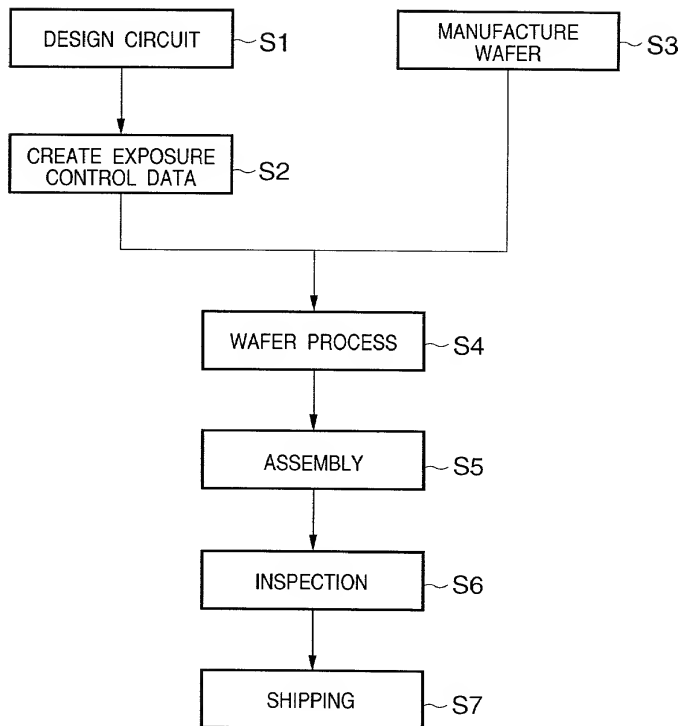 DESIGN CIRCUIT
S1
MANUFACTURE
WAFER
S3
CREATE EXPOSURE
CONTROL DATA
S2
WAFER PROCESS
S4
ASSEMBLY
S5
INSPECTION
S6
SHIPPING
S7